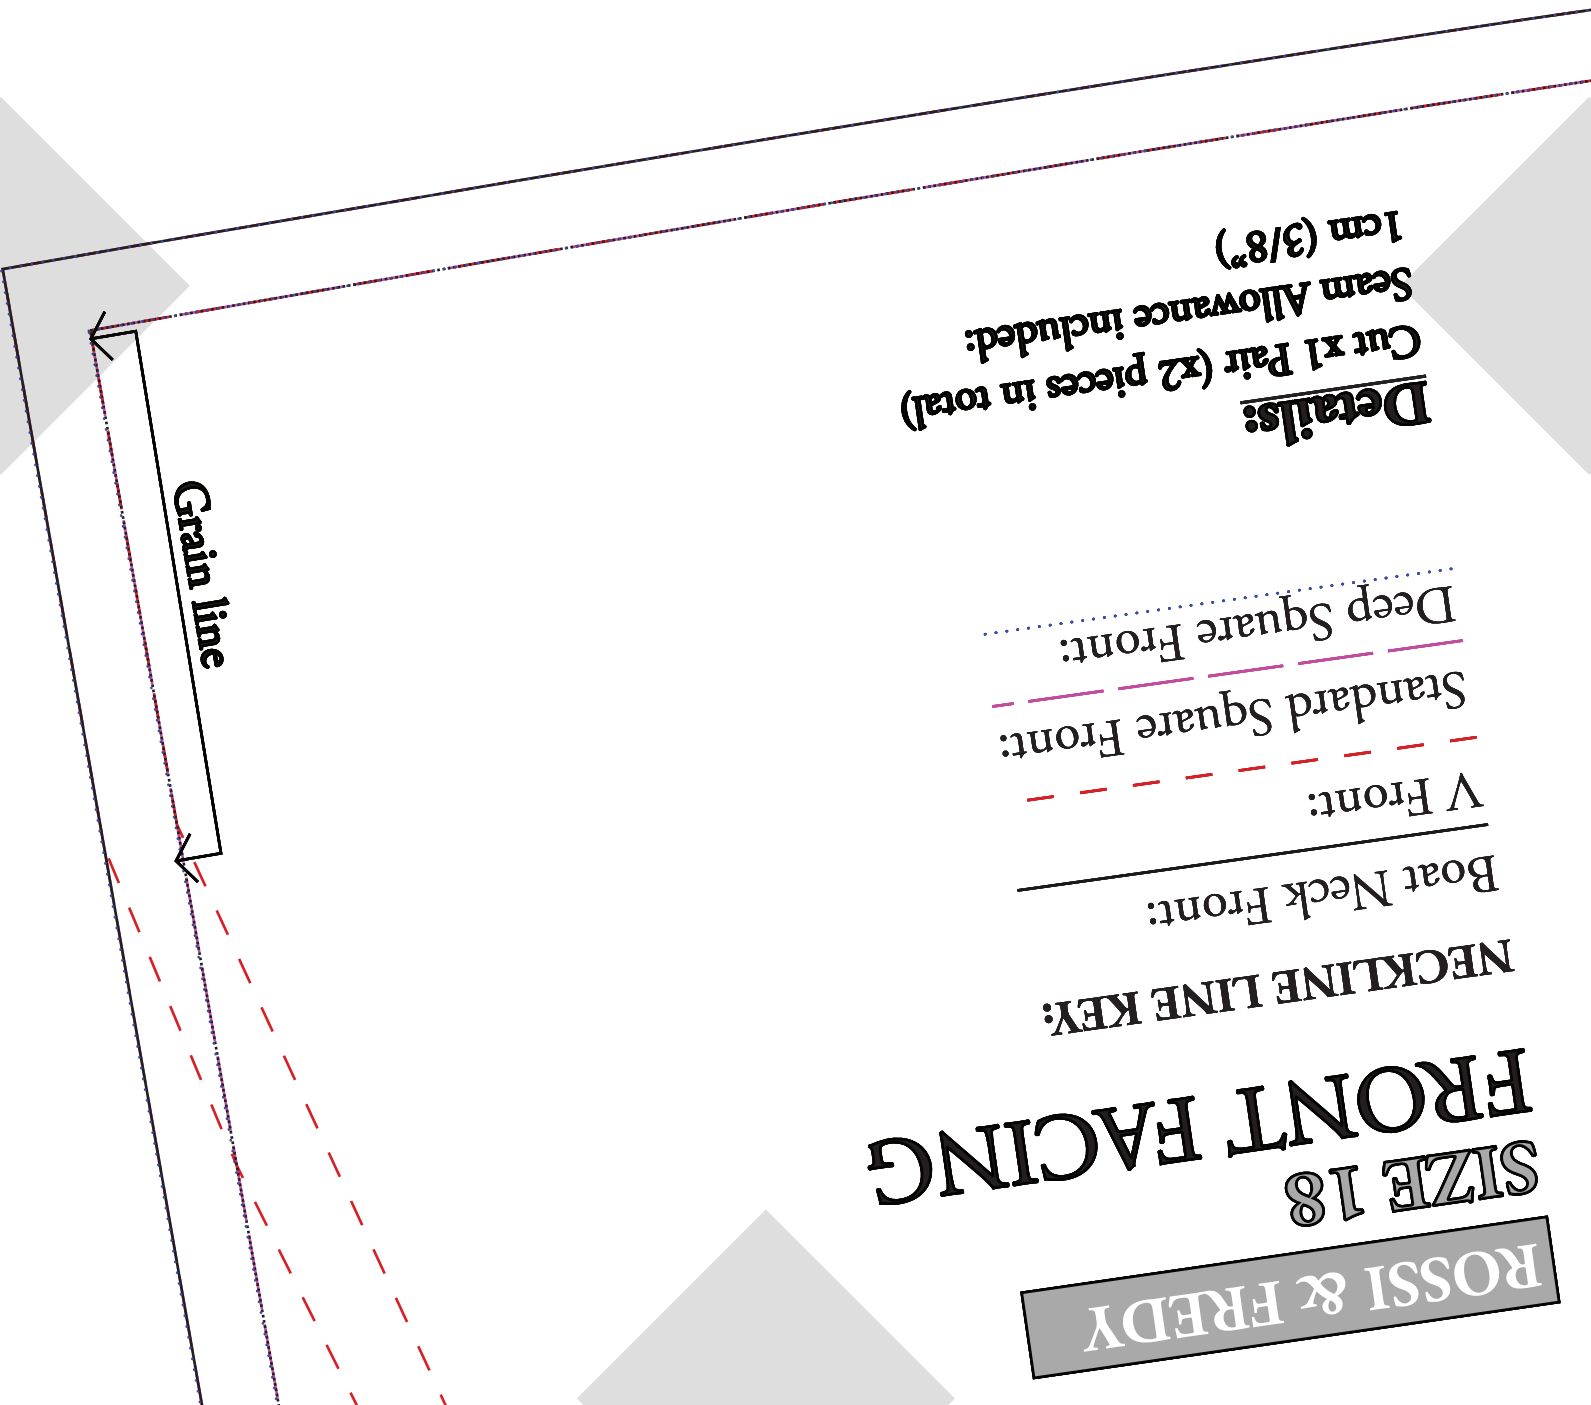 ROSSI & FREDY
SIZE 18
FRONT FACING
NECKLINE LINE KEY:
Boat Neck Front:
V Front:
Standard Square Front:
Deep Square Front:
Details:
Cut x1 Pair (x2 pieces in total)
Seam Allowance included:
1cm (3/8”)
Grain line